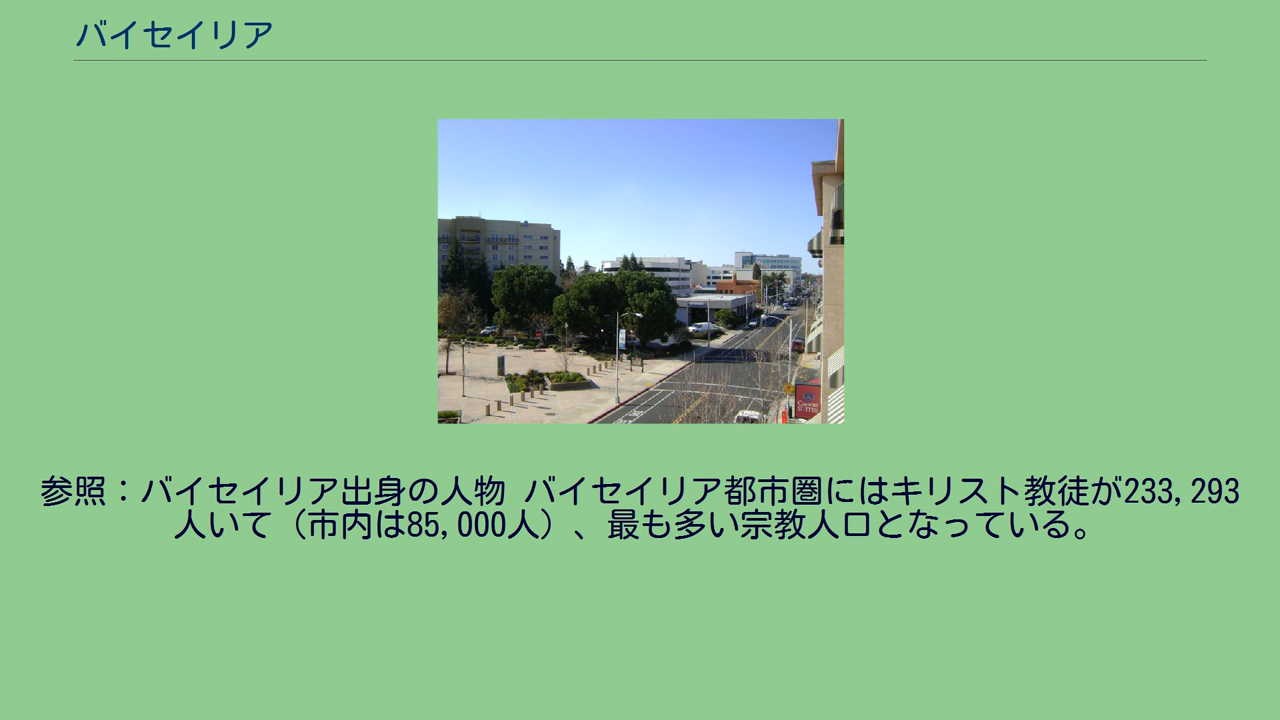 バイセイリア
参照：バイセイリア出身の人物 バイセイリア都市圏にはキリスト教徒が233,293
人いて（市内は85,000人）、最も多い宗教人口となっている。